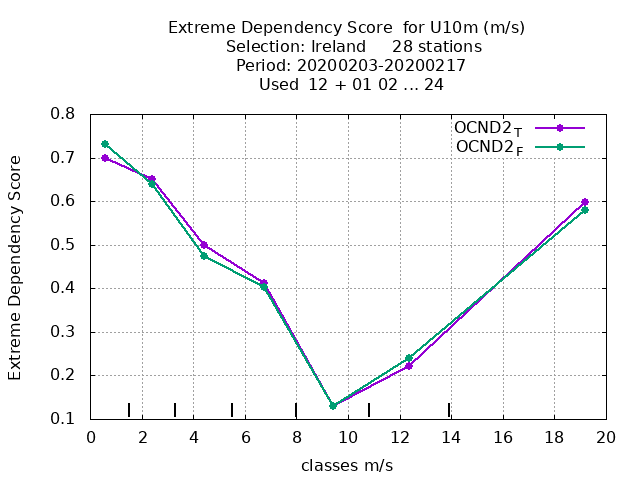 Extreme Dependency Score  for U10m (m/s)
Selection: Ireland     28 stations
Period: 20200203-20200217
Used  12 + 01 02 ... 24
OCND2T
OCND2F
0.8
0.7
0.6
0.5
0.4
0.3
0.2
0.1
Extreme Dependency Score
0 2 4 6 8 10 12 14 16 18 20
classes m/s